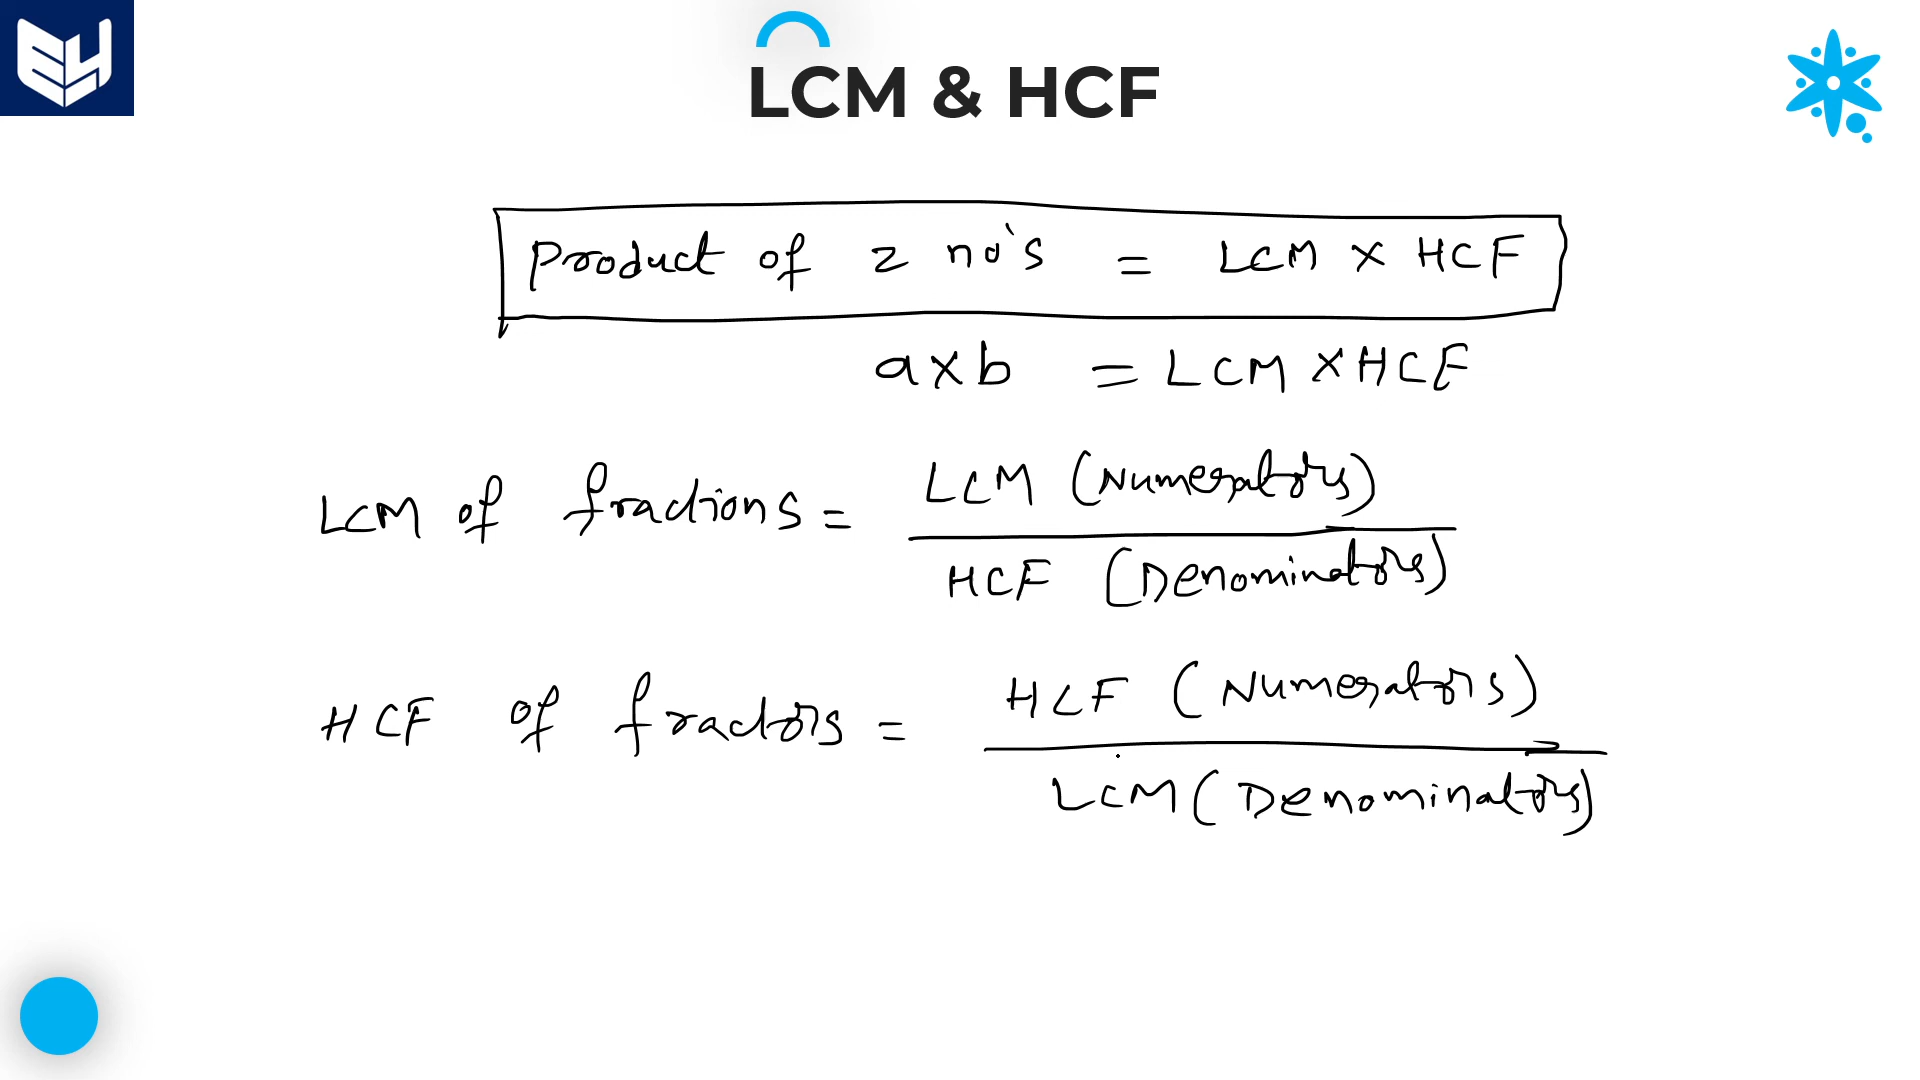 LCM & HCF
Product of 2 no's = LCM × HCF
a×b = LCM × HCF
LCM of fractions = LCM (Numerators)
HCF (Denominators)
HCF of fractors = HCF (Numerators)
LCM (Denominators)